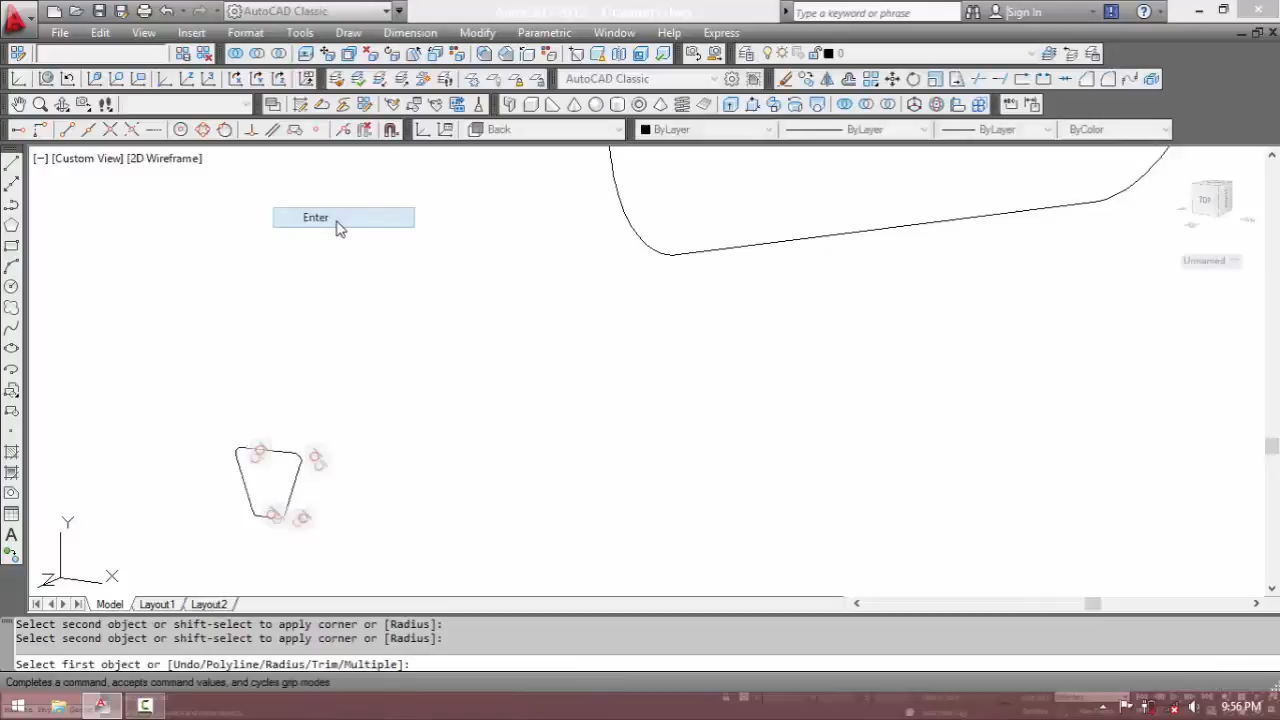 AutoCAD Classic
Type a keyword or phrase
Sign In
File Edit View Insert Format Tools Draw Dimension Modify Parametric Window Help Express
0
AutoCAD Classic
Back ByLayer ByLayer ByLayer ByColor
[−] [Custom View] [2D Wireframe]
TOP
Enter
Unnamed
Y
Z X
Model Layout1 Layout2
Select second object or shift-select to apply corner or [Radius]:
Select second object or shift-select to apply corner or [Radius]:
Select first object or [Undo/Polyline/Radius/Trim/Multiple]:
Completes a command, accepts command values, and cycles grip modes
9:56 PM